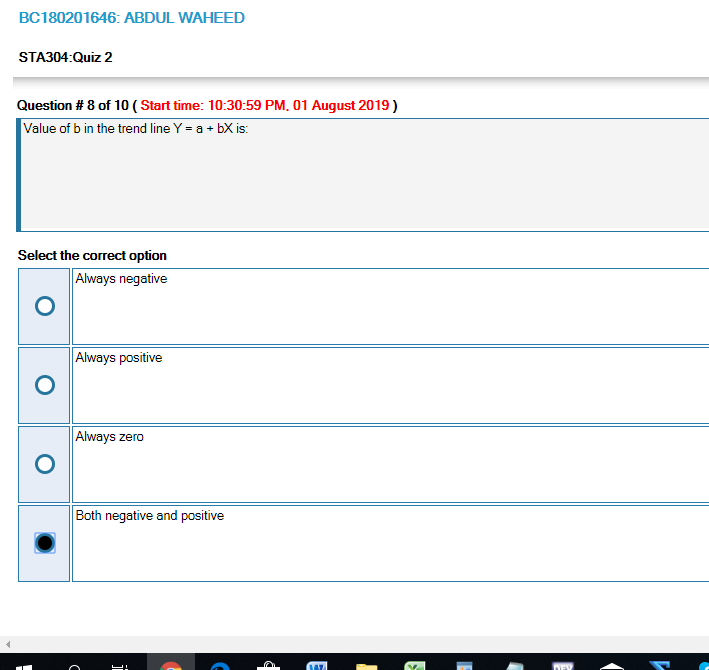 BC180201646: ABDUL WAHEED
STA304:Quiz 2
Question # 8 of 10 ( Start time: 10:30:59 PM, 01 August 2019 )
Value of b in the trend line Y = a + bX is:
Select the correct option
Always negative
Always positive
Always zero
Both negative and positive